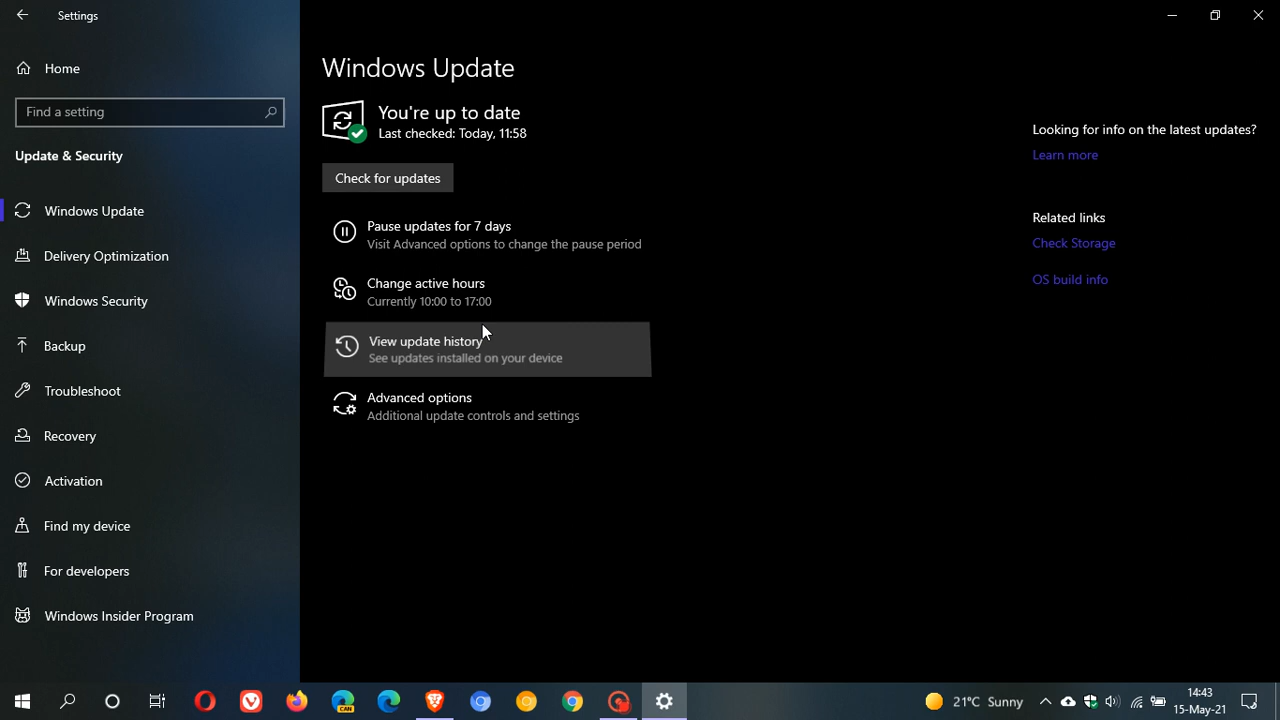 Settings
Home
Find a setting
Update & Security
Windows Update
Delivery Optimization
Windows Security
Backup
Troubleshoot
Recovery
Activation
Find my device
For developers
Windows Insider Program
Windows Update
You're up to date
Last checked: Today, 11:58
Check for updates
Pause updates for 7 days
Visit Advanced options to change the pause period
Change active hours
Currently 10:00 to 17:00
View update history
See updates installed on your device
Advanced options
Additional update controls and settings
Looking for info on the latest updates?
Learn more
Related links
Check Storage
OS build info
CAN
21°C Sunny
14:43
15-May-21